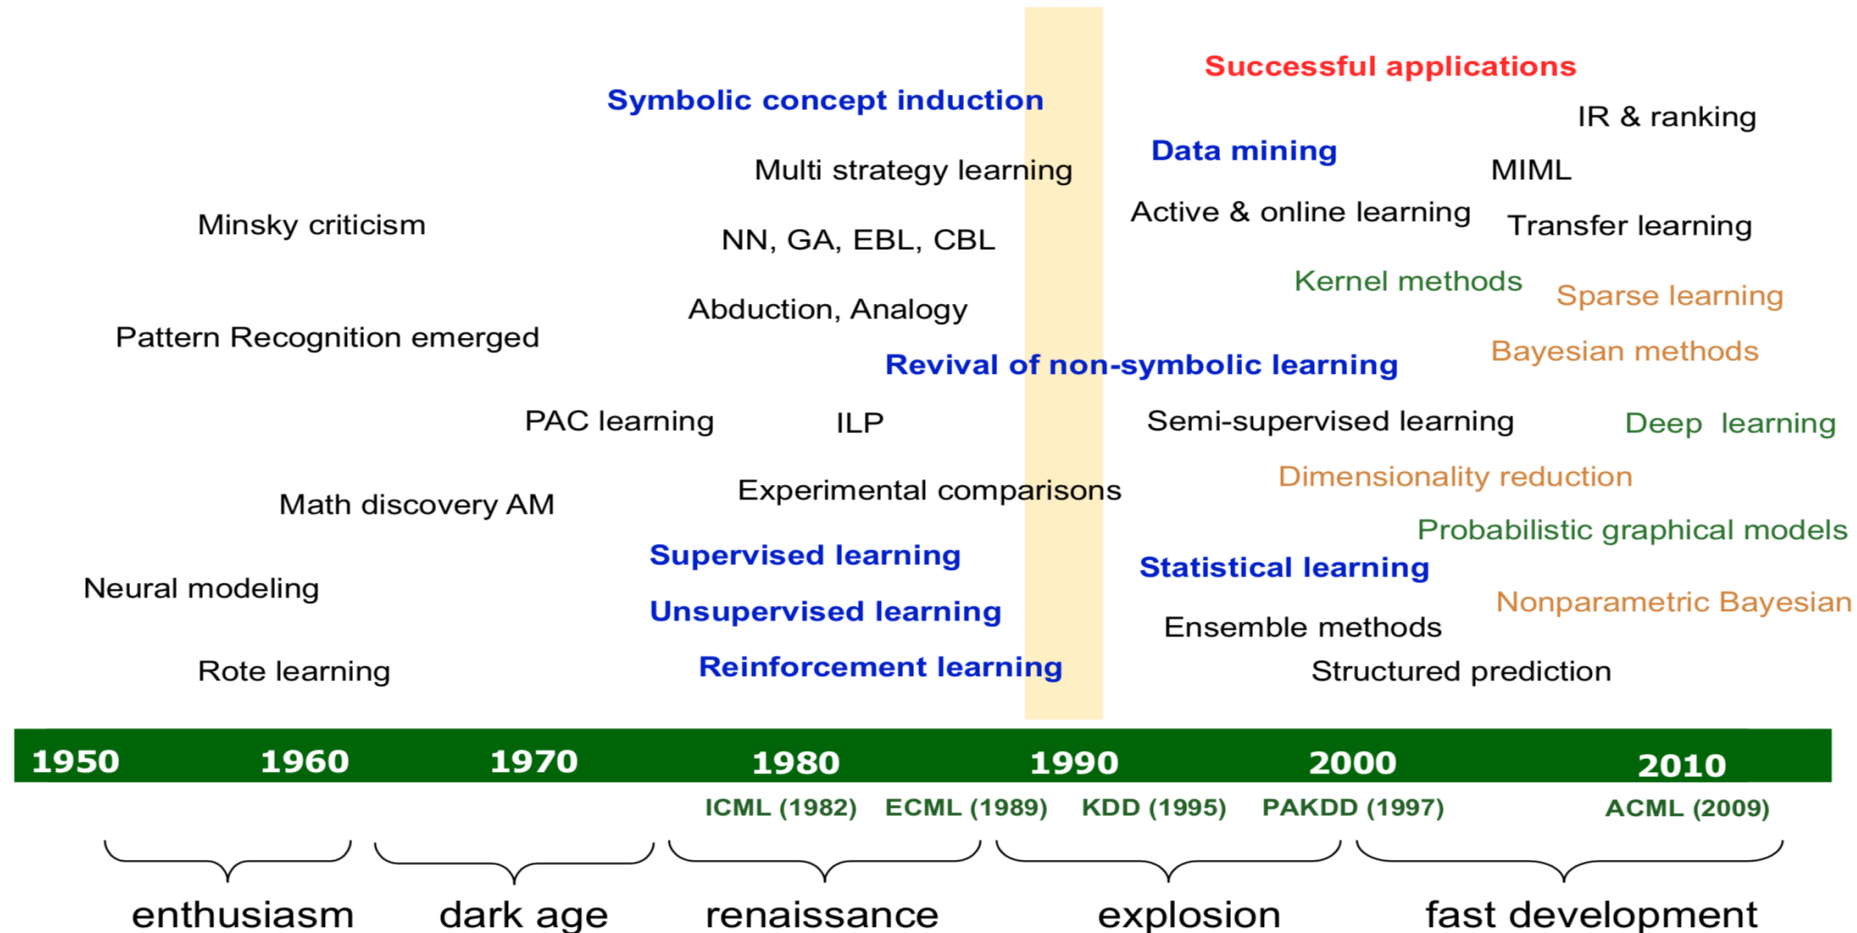 Successful applications
Symbolic concept induction
IR & ranking
Data mining
Multi strategy learning
MIML
Active & online learning
Minsky criticism
Transfer learning
NN, GA, EBL, CBL
Kernel methods
Sparse learning
Abduction, Analogy
Pattern Recognition emerged
Bayesian methods
Revival of non-symbolic learning
PAC learning
ILP
Semi-supervised learning
Deep learning
Dimensionality reduction
Experimental comparisons
Math discovery AM
Probabilistic graphical models
Supervised learning
Statistical learning
Neural modeling
Nonparametric Bayesian
Unsupervised learning
Ensemble methods
Reinforcement learning
Rote learning
Structured prediction
1950 1960 1970 1980 1990 2000 2010
ICML (1982) ECML (1989) KDD (1995) PAKDD (1997) ACML (2009)
enthusiasm dark age renaissance explosion fast development